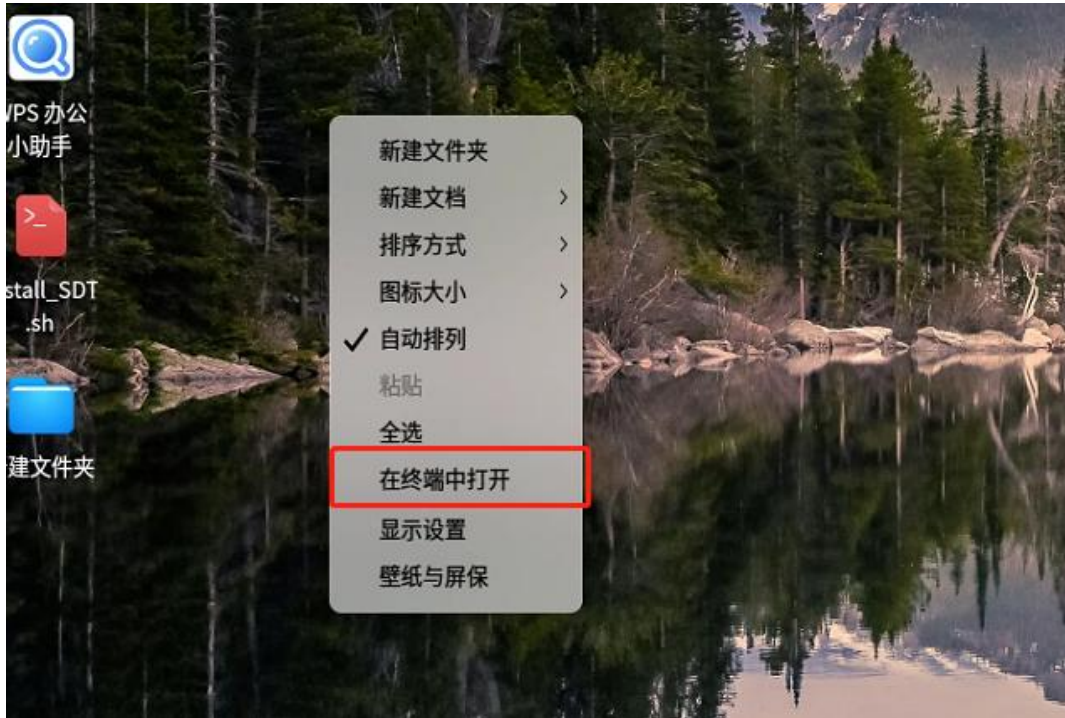 WPS 办公
小助手
>_
stall_SDT
.sh
建文件夹
新建文件夹
新建文档
排序方式
图标大小
自动排列
粘贴
全选
在终端中打开
显示设置
壁纸与屏保